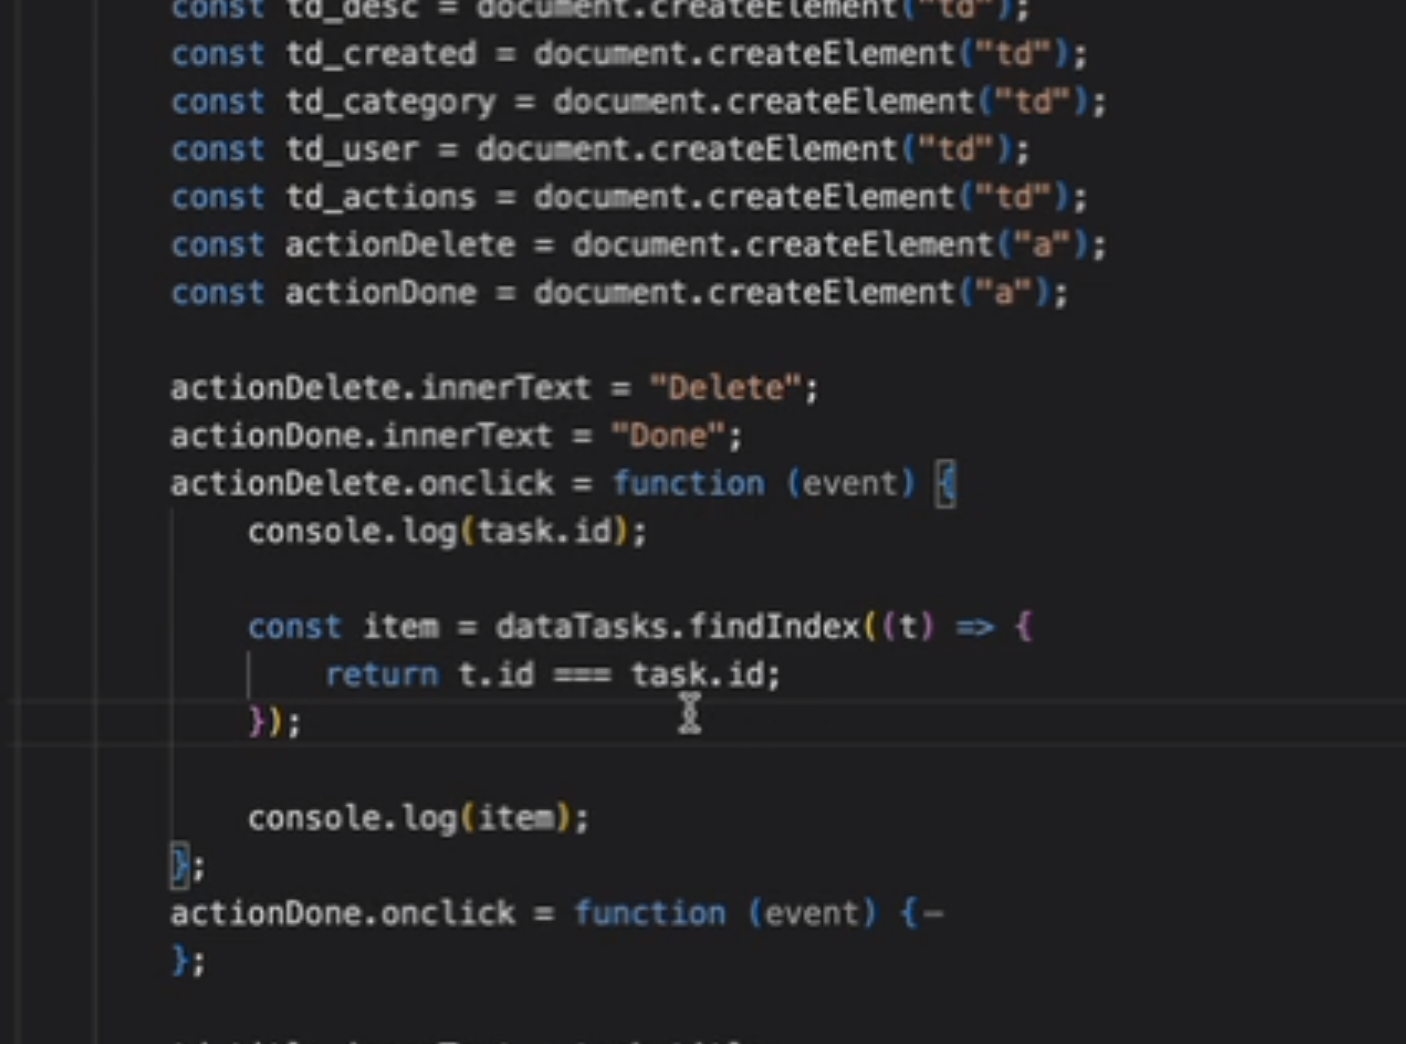 const td_desc = document.createElement("td");
const td_created = document.createElement("td");
const td_category = document.createElement("td");
const td_user = document.createElement("td");
const td_actions = document.createElement("td");
const actionDelete = document.createElement("a");
const actionDone = document.createElement("a");
actionDelete.innerText = "Delete";
actionDone.innerText = "Done";
actionDelete.onclick = function (event) {
console.log(task.id);
const item = dataTasks.findIndex((t) => {
return t.id === task.id;
});
console.log(item);
};
actionDone.onclick = function (event) {–
};